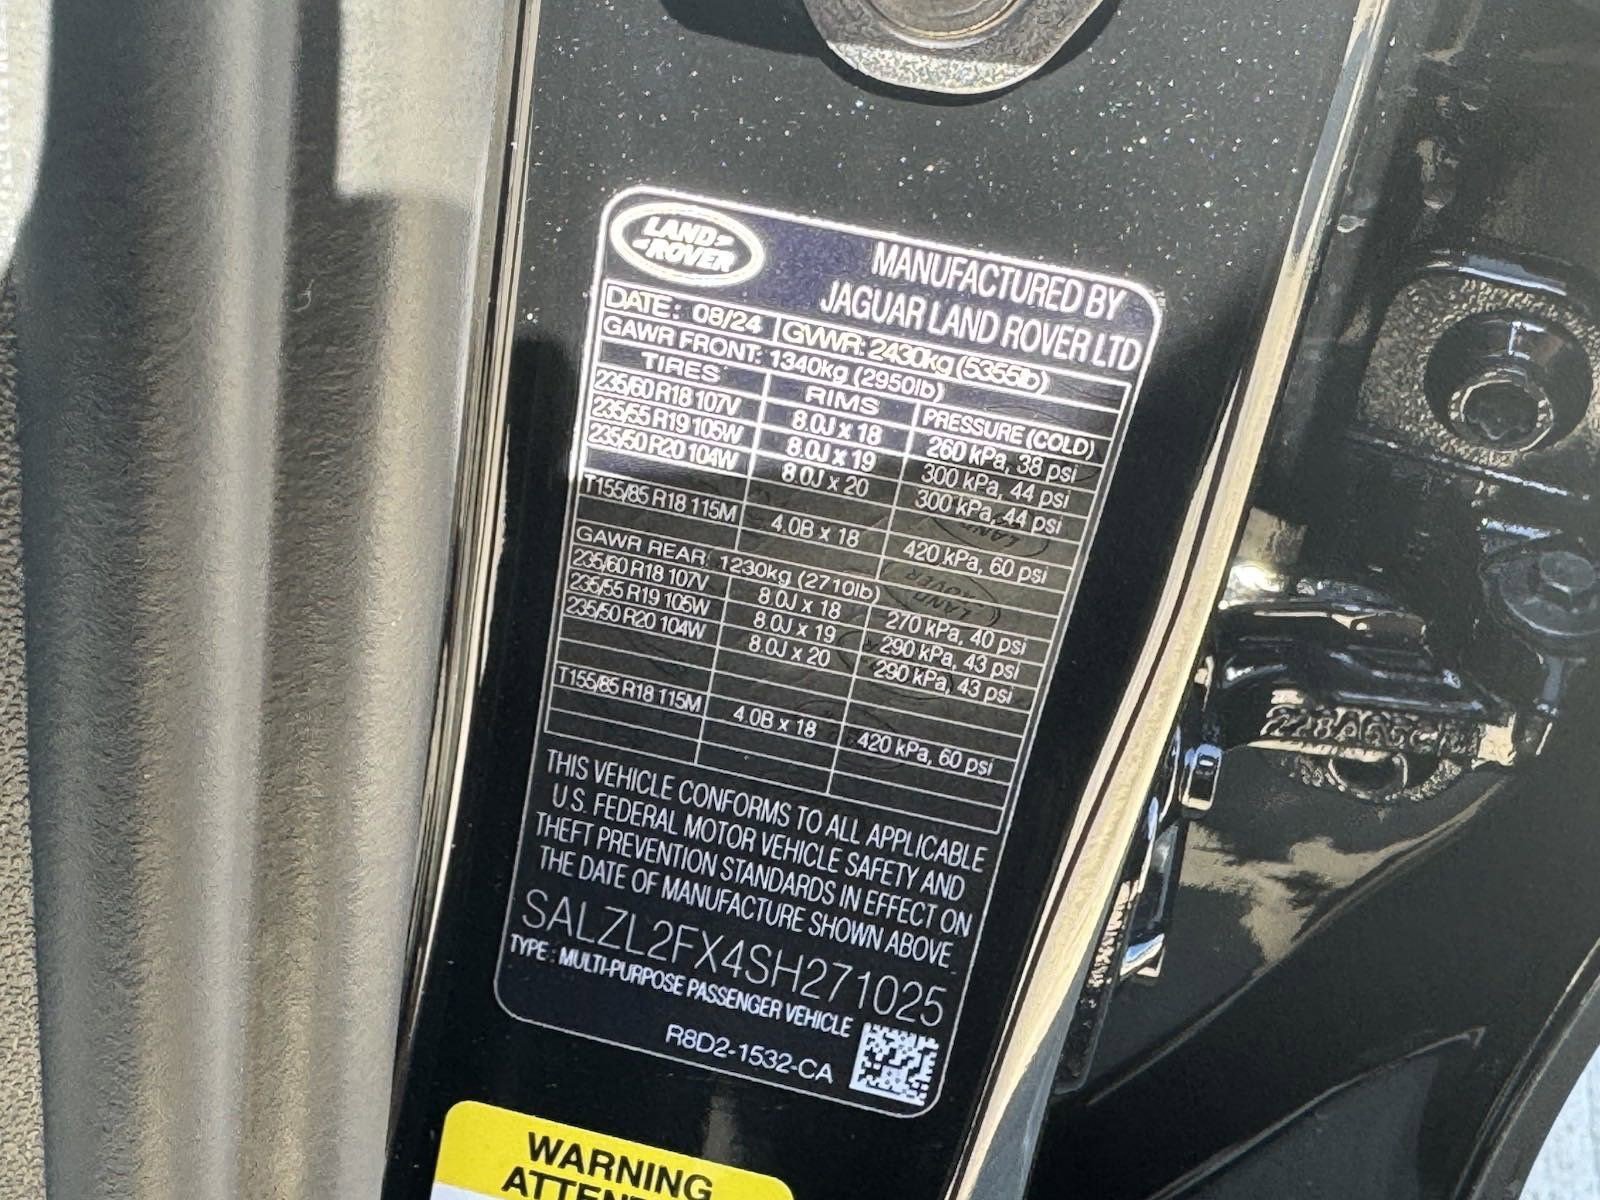 LAND
ROVER
MANUFACTURED BY
JAGUAR LAND ROVER LTD
DATE: 08/24 GVWR: 2430kg (5355lb)
GAWR FRONT: 1340kg (2950lb)
TIRES RIMS PRESSURE (COLD)
235/60 R18 107V 8.0J x 18 260 kPa, 38 psi
235/55 R19 105W 8.0J x 19 300 kPa, 44 psi
235/50 R20 104W 8.0J x 20 300 kPa, 44 psi
T155/85 R18 115M 4.0B x 18 420 kPa, 60 psi
GAWR REAR: 1230kg (2710lb)
235/60 R18 107V 8.0J x 18 270 kPa, 40 psi
235/55 R19 105W 8.0J x 19 290 kPa, 43 psi
235/50 R20 104W 8.0J x 20 290 kPa, 43 psi
T155/85 R18 115M 4.0B x 18 420 kPa, 60 psi
THIS VEHICLE CONFORMS TO ALL APPLICABLE
U.S. FEDERAL MOTOR VEHICLE SAFETY AND
THEFT PREVENTION STANDARDS IN EFFECT ON
THE DATE OF MANUFACTURE SHOWN ABOVE.
SALZL2FX4SH271025
TYPE: MULTI-PURPOSE PASSENGER VEHICLE
R8D2-1532-CA
WARNING